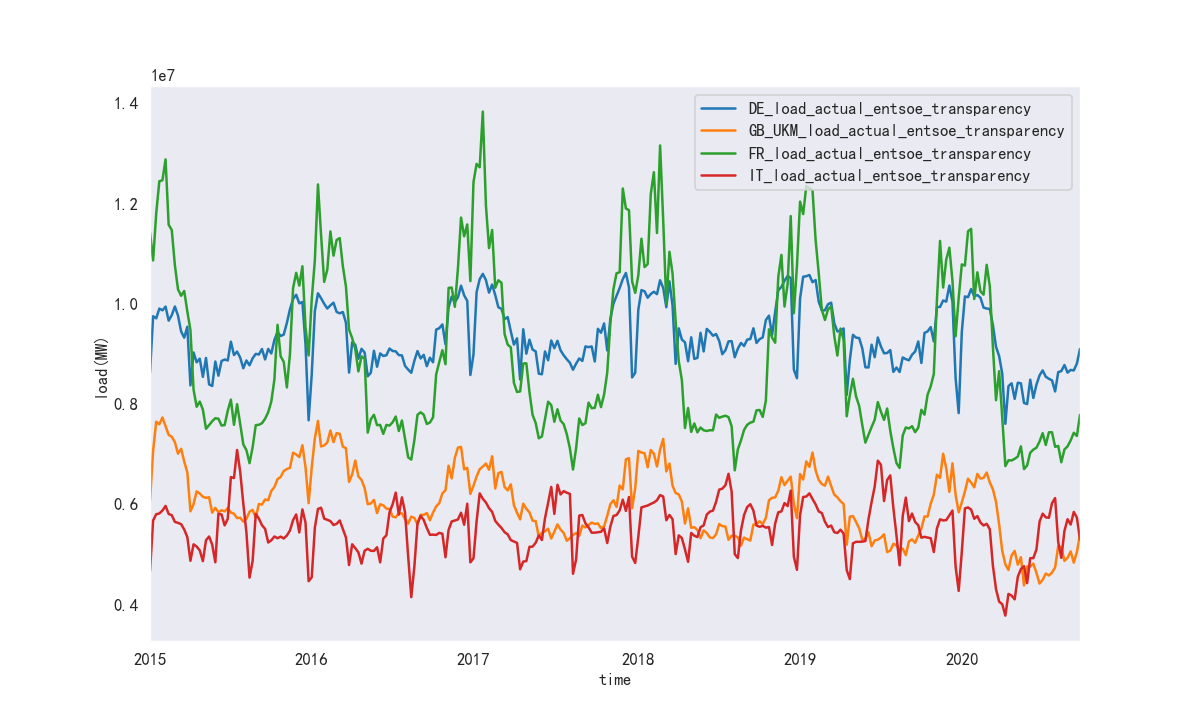 1e7
1.4
1.2
1.0
0.8
0.6
0.4
load(MW)
DE_load_actual_entsoe_transparency
GB_UKM_load_actual_entsoe_transparency
FR_load_actual_entsoe_transparency
IT_load_actual_entsoe_transparency
2015 2016 2017 2018 2019 2020
time